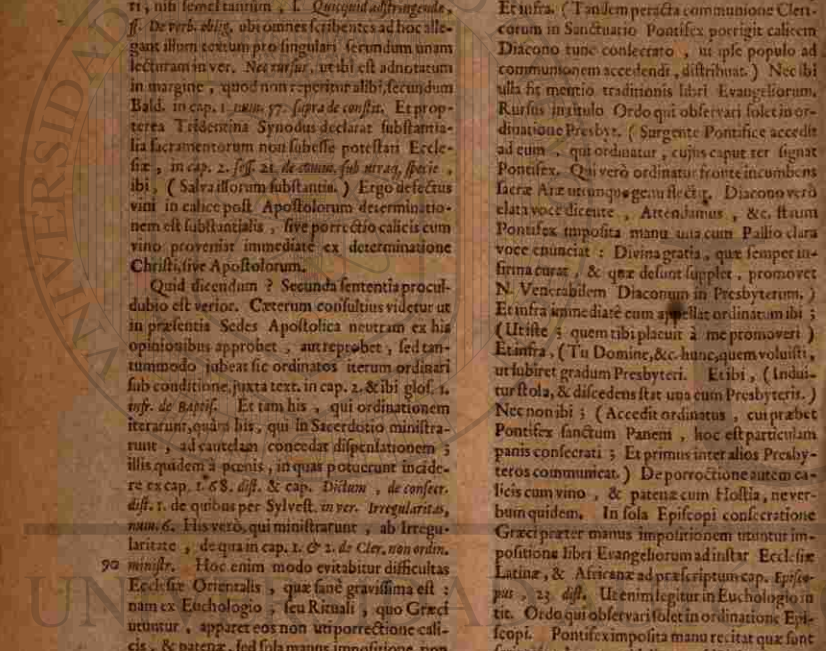 ti, nisi semel tantum, l. Quicquid adstringendæ,
ff. De verb. oblig. ubi omnes scribentes ad hoc alle-
gant illum textum pro singulari secundum unam
lecturam in ver. Nec rursus, ut ibi est adnotatum
in margine, quod non reperitur alibi, secundum
Bald. in cap. 1. num. 57. supra de constit. Et prop-
terea Tridentina Synodus declarat substantia-
lia sacramentorum non subesse potestati Eccle-
siæ, in cap. 2. sess. 21. de commun. sub utraq, specie,
ibi, (Salva illorum substantia.) Ergo defectus
vini in calice post Apostolorum determinatio-
nem est substantialis, sive porrectio calicis cum
vino proveniat immediatè ex determinatione
Christi, sive Apostolorum.
Quid dicendum? Secunda sententia procul-
dubio est verior. Cæterum consultius videtur ut
in præsentia Sedes Apostolica neutram ex his
opinionibus approbet, aut reprobet, sed tan-
tummodo jubeat sic ordinatos iterum ordinari
sub conditione, juxta text. in cap. 2. & ibi glos. 1.
infr. de Baptis. Et tam his, qui ordinationem
iterarunt, quàm his, qui in Sacerdotio ministra-
runt, ad cautelam concedat dispensationem;
illis quidem à pœnis, in quas potuerunt incide-
re ex cap. 1. 68. dist. & cap. Dictum, de consecr.
dist. 1. de quibus per Sylvest. in ver. Irregularitas,
num. 6. His verò, qui ministrarunt, ab Irregu-
laritate, de qua in cap. 1. & 2. de Cler. non ordin.
90 ministr. Hoc enim modo evitabitur difficultas
Ecclesiæ Orientalis, quæ sanè gravissima est:
nam ex Euchologio, seu Rituali, quo Græci
utuntur, apparet eos non uti porrectione cali-
cis, & patenæ, sed sola manus impositione, non
Et infra. (Tandem peracta communione Cleri-
corum in Sanctuario Pontifex porrigit calicem
Diacono tunc consecrato, ut ipse populo ad
communionem accedendi, distribuat.) Nec ibi
ulla fit mentio traditionis libri Evangeliorum.
Rursus in titulo Ordo qui observari solet in or-
dinatione Presbyt. (Surgente Pontifice accedit
ad eum, qui ordinatur, cujus caput ter signat
Pontifex. Qui verò ordinatur fronte incumbens
sacræ Aræ utrunque genu flectit. Diacono verò
elata voce dicente, Attendamus, &c. statim
Pontifex imposita manu una cum Pallio clara
voce enunciat: Divina gratia, quæ semper in-
firma curat, & quæ desunt supplet, promovet
N. Venerabilem Diaconum in Presbyterum.)
Et infra immediatè eum appellat ordinatum ibi;
(Ut iste; quem tibi placuit à me promoveri)
Et infra, (Tu Domine, &c. hunc, quem voluisti,
ut subiret gradum Presbyteri. Et ibi, (Indui-
tur stola, & discedens stat una cum Presbyteris.)
Nec non ibi; (Accedit ordinatus, cui præbet
Pontifex sanctum Panem, hoc est particulam
panis consecrati; Et primus inter alios Presby-
teros communicat.) De porrectione autem ca-
licis cum vino, & patenæ cum Hostia, ne ver-
bum quidem. In sola Episcopi consecratione
Græci præter manus impositionem utuntur im-
positione libri Evangeliorum ad instar Ecclesiæ
Latinæ, & Africanæ ad præscriptum cap. Episco-
pus, 23. dist. Ut enim legitur in Euchologio in
tit. Ordo qui observari solet in ordinatione Epi-
scopi. Pontifex imposita manu recitat quæ sunt